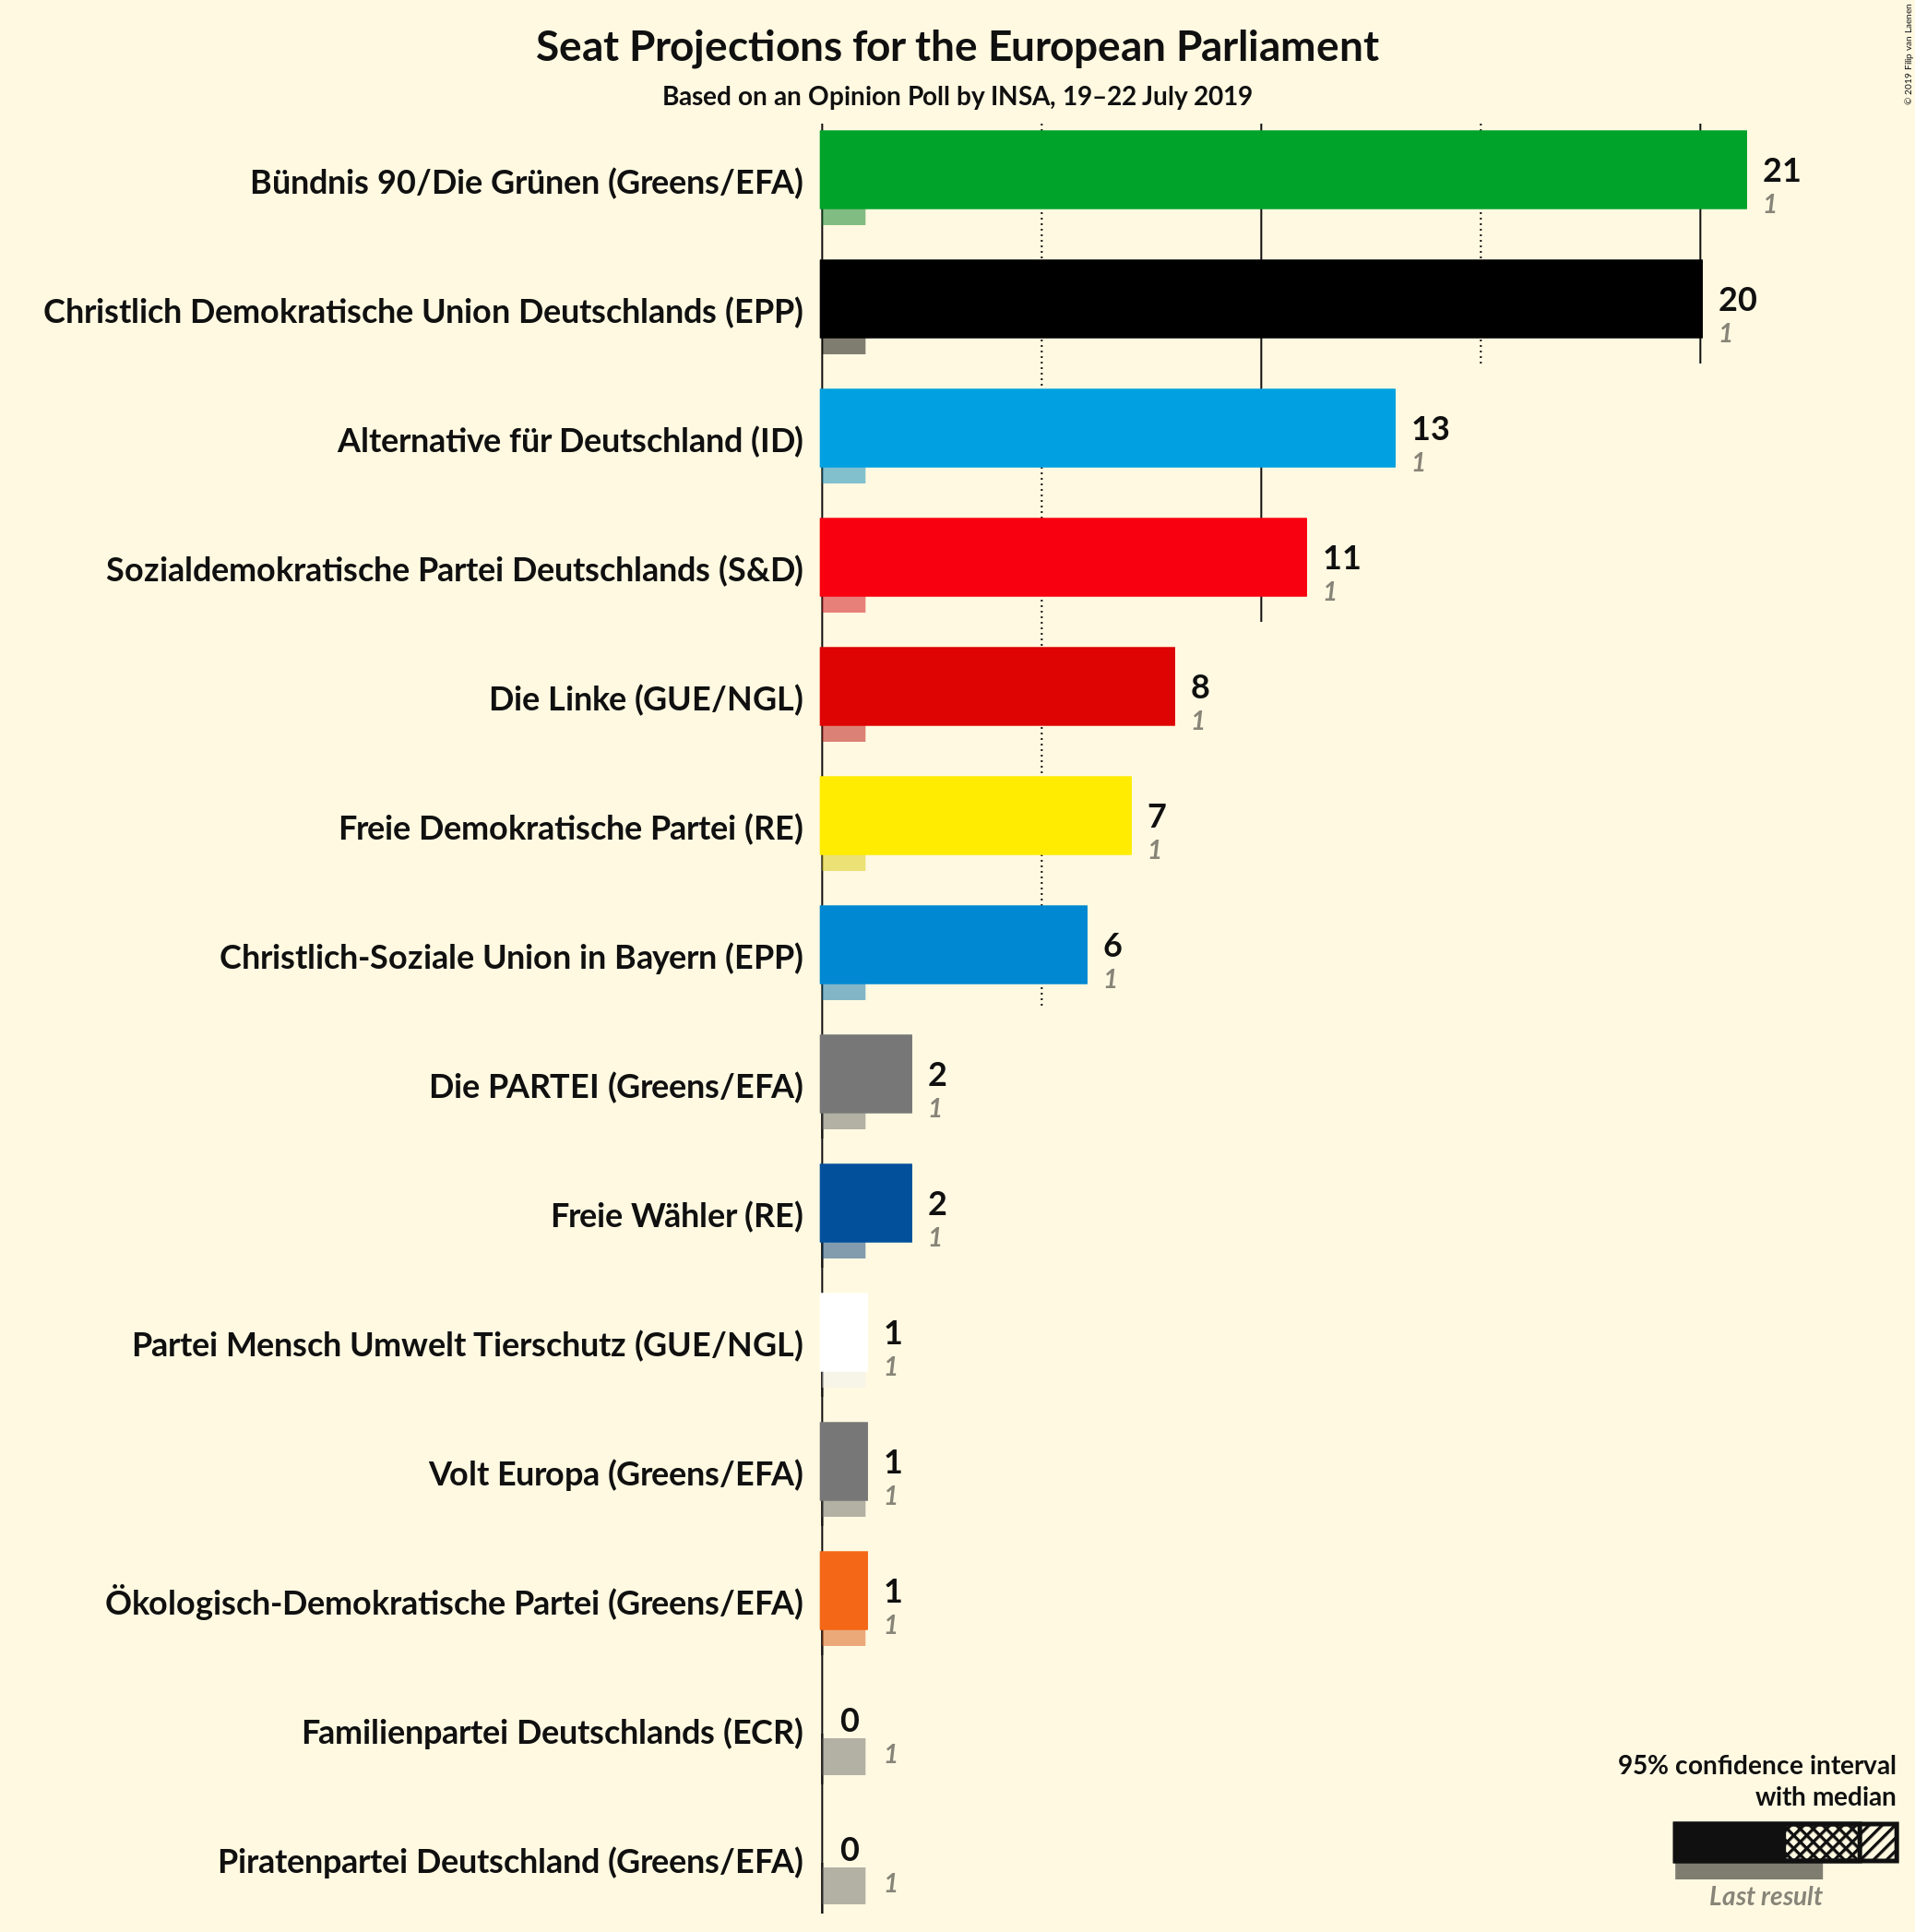 Seat Projections for the European Parliament
Based on an Opinion Poll by INSA, 19–22 July 2019
© 2019 Filip van Laenen
Bündnis 90/Die Grünen (Greens/EFA)
21
1
Christlich Demokratische Union Deutschlands (EPP)
20
1
Alternative für Deutschland (ID)
13
1
Sozialdemokratische Partei Deutschlands (S&D)
11
1
Die Linke (GUE/NGL)
8
1
Freie Demokratische Partei (RE)
7
1
Christlich-Soziale Union in Bayern (EPP)
6
1
Die PARTEI (Greens/EFA)
2
1
Freie Wähler (RE)
2
1
Partei Mensch Umwelt Tierschutz (GUE/NGL)
1
1
Volt Europa (Greens/EFA)
1
1
Ökologisch-Demokratische Partei (Greens/EFA)
1
1
Familienpartei Deutschlands (ECR)
0
1
Piratenpartei Deutschland (Greens/EFA)
0
1
95% confidence interval
with median
Last result